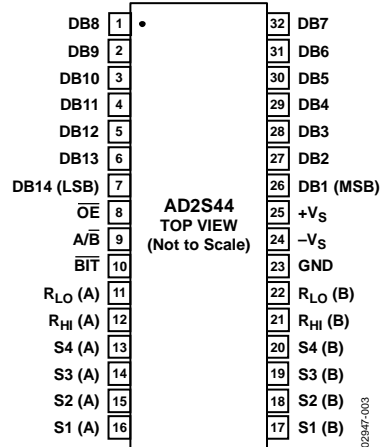 DB8 1 32 DB7
DB9 2 31 DB6
DB10 3 30 DB5
DB11 4 29 DB4
DB12 5 28 DB3
DB13 6 27 DB2
DB14 (LSB) 7 26 DB1 (MSB)
O̅E̅ 8 25 +VS
A/B̅ 9 24 –VS
B̅I̅T̅ 10 23 GND
RLO (A) 11 22 RLO (B)
RHI (A) 12 21 RHI (B)
S4 (A) 13 20 S4 (B)
S3 (A) 14 19 S3 (B)
S2 (A) 15 18 S2 (B)
S1 (A) 16 17 S1 (B)
AD2S44
TOP VIEW
(Not to Scale)
02947-003